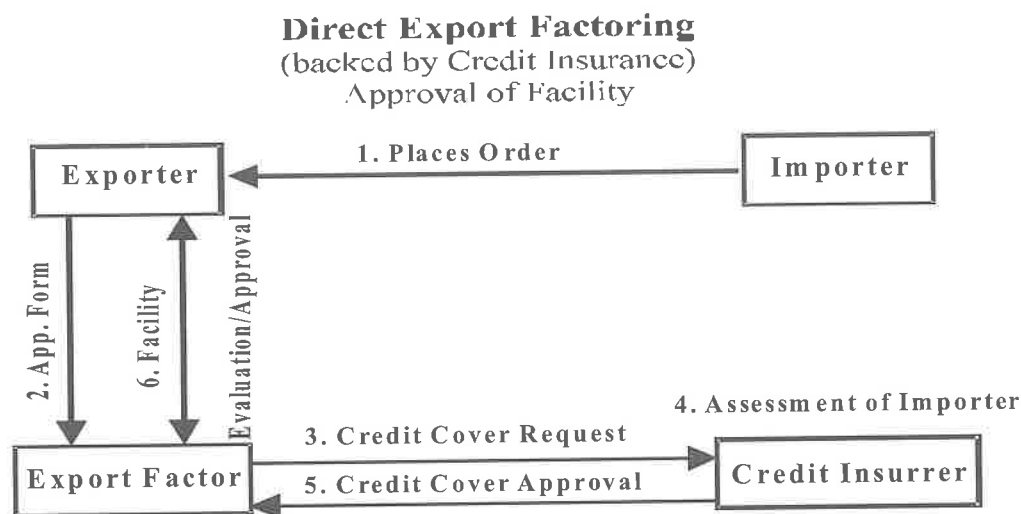 Direct Export Factoring
(backed by Credit Insurance)
Approval of Facility
1. Places Order
Exporter
Importer
2. App. Form
6. Facility
Evaluation/Approval
4. Assessment of Importer
3. Credit Cover Request
Export Factor
Credit Insurrer
5. Credit Cover Approval